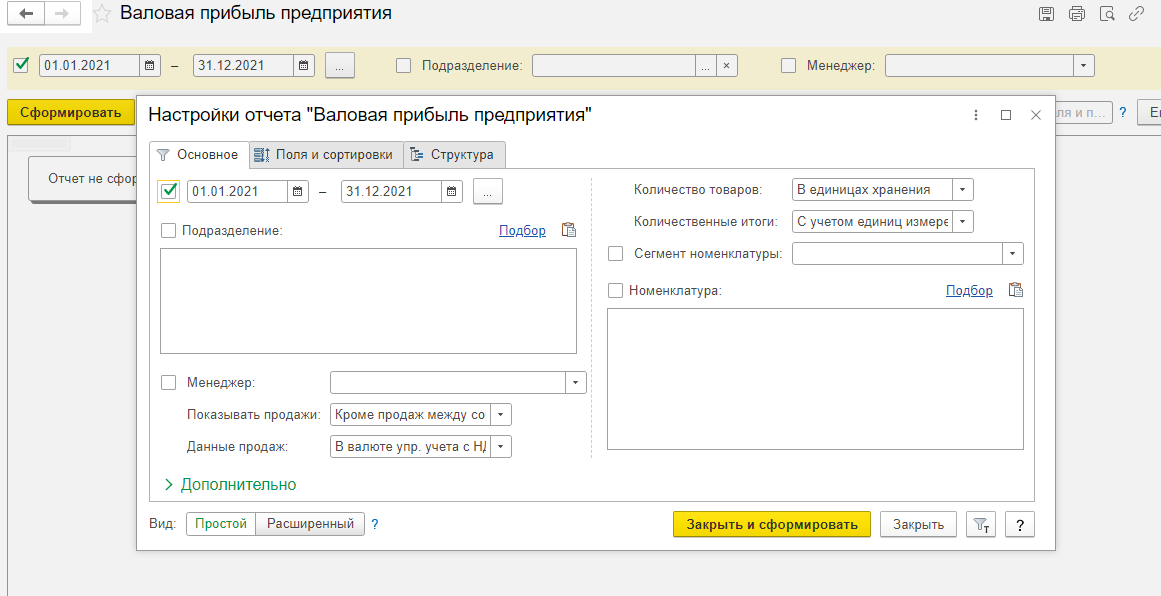 Валовая прибыль предприятия
01.01.2021 – 31.12.2021 ... Подразделение: ... × Менеджер:
Сформировать
ля и п... ?
Отчет не сфор
Настройки отчета "Валовая прибыль предприятия"
Основное Поля и сортировки Структура
01.01.2021 – 31.12.2021 ...
Подразделение: Подбор
Менеджер:
Показывать продажи: Кроме продаж между со
Данные продаж: В валюте упр. учета с НД
Количество товаров: В единицах хранения
Количественные итоги: С учетом единиц измере
Сегмент номенклатуры:
Номенклатура: Подбор
Дополнительно
Вид: Простой Расширенный ?
Закрыть и сформировать Закрыть ?